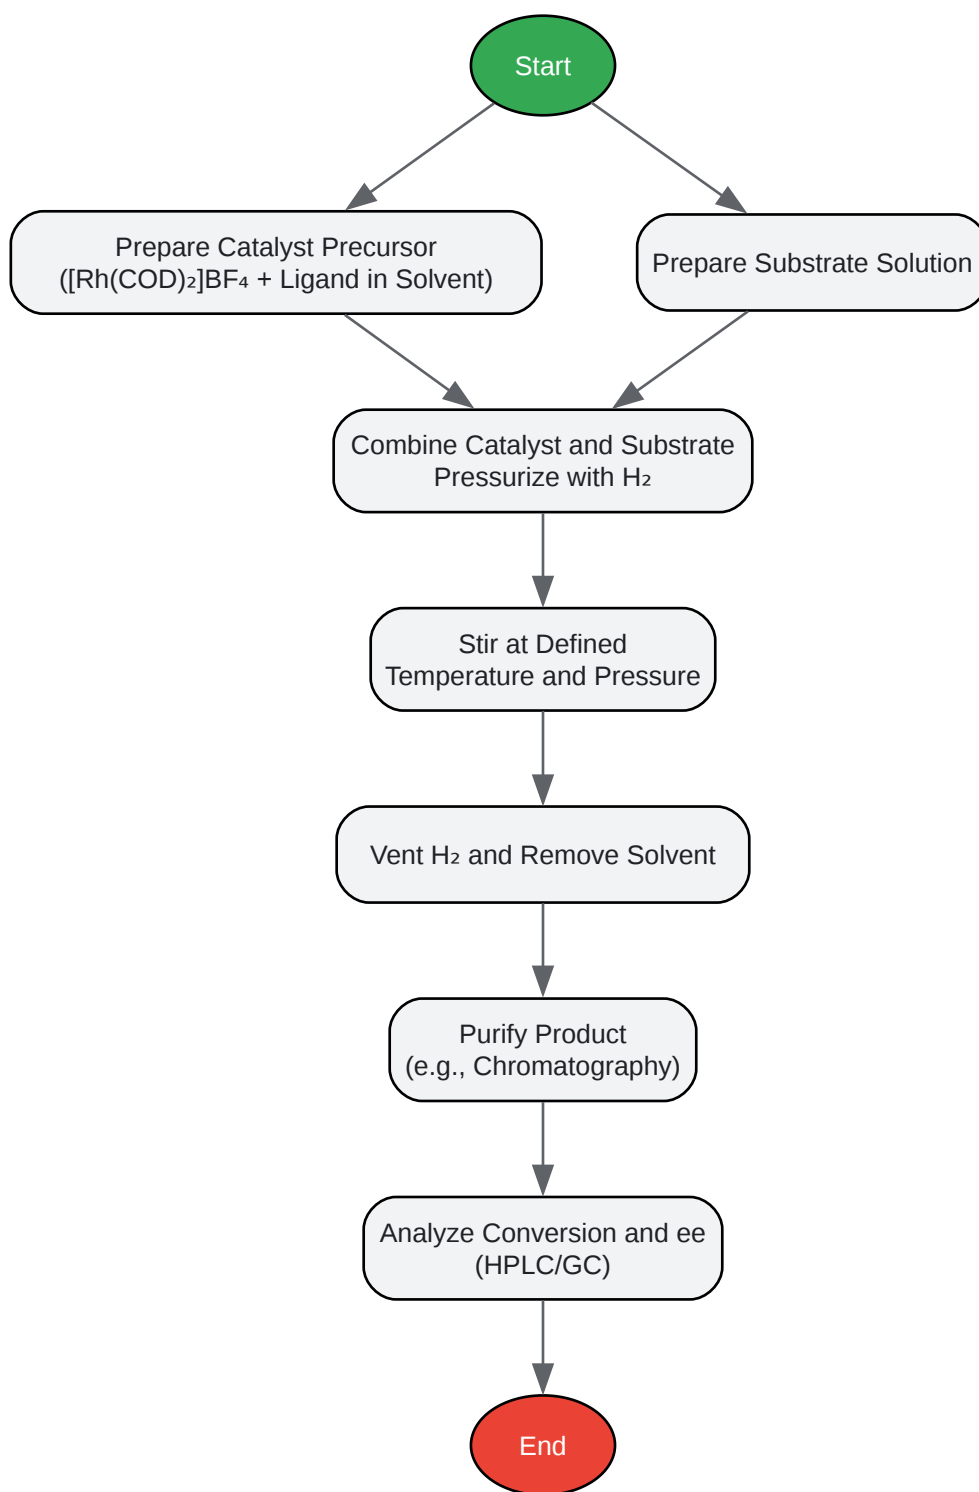 Start
Prepare Catalyst Precursor
([Rh(COD)₂]BF₄ + Ligand in Solvent)
Prepare Substrate Solution
Combine Catalyst and Substrate
Pressurize with H₂
Stir at Defined
Temperature and Pressure
Vent H₂ and Remove Solvent
Purify Product
(e.g., Chromatography)
Analyze Conversion and ee
(HPLC/GC)
End